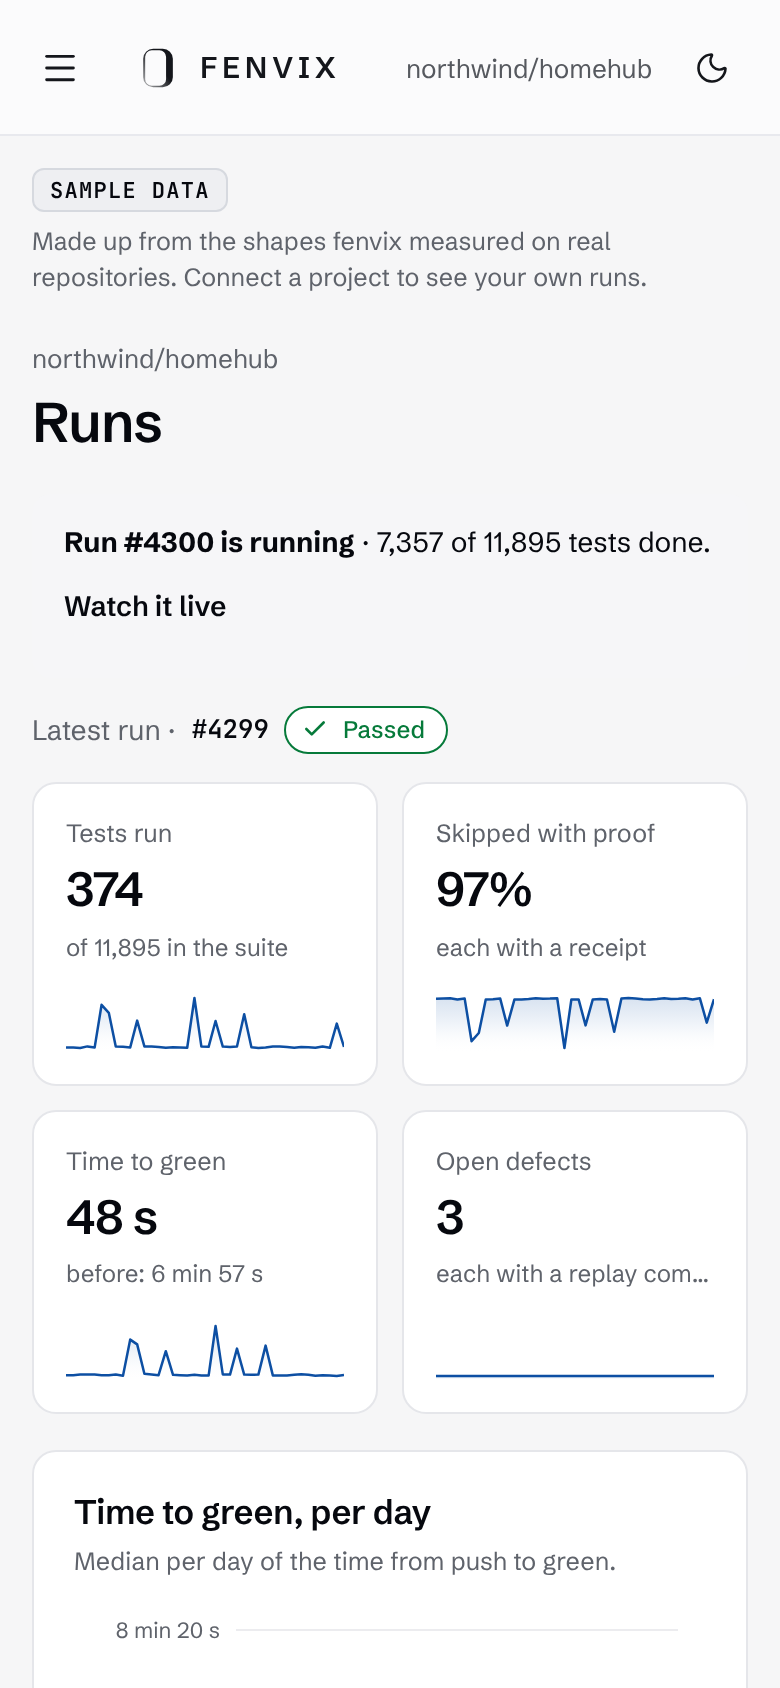 FENVIX
northwind/homehub
SAMPLE DATA
Made up from the shapes fenvix measured on real
repositories. Connect a project to see your own runs.
northwind/homehub
Runs
Run #4300 is running · 7,357 of 11,895 tests done.
Watch it live
Latest run · #4299 Passed
Tests run
374
of 11,895 in the suite
Skipped with proof
97%
each with a receipt
Time to green
48 s
before: 6 min 57 s
Open defects
3
each with a replay com...
Time to green, per day
Median per day of the time from push to green.
8 min 20 s